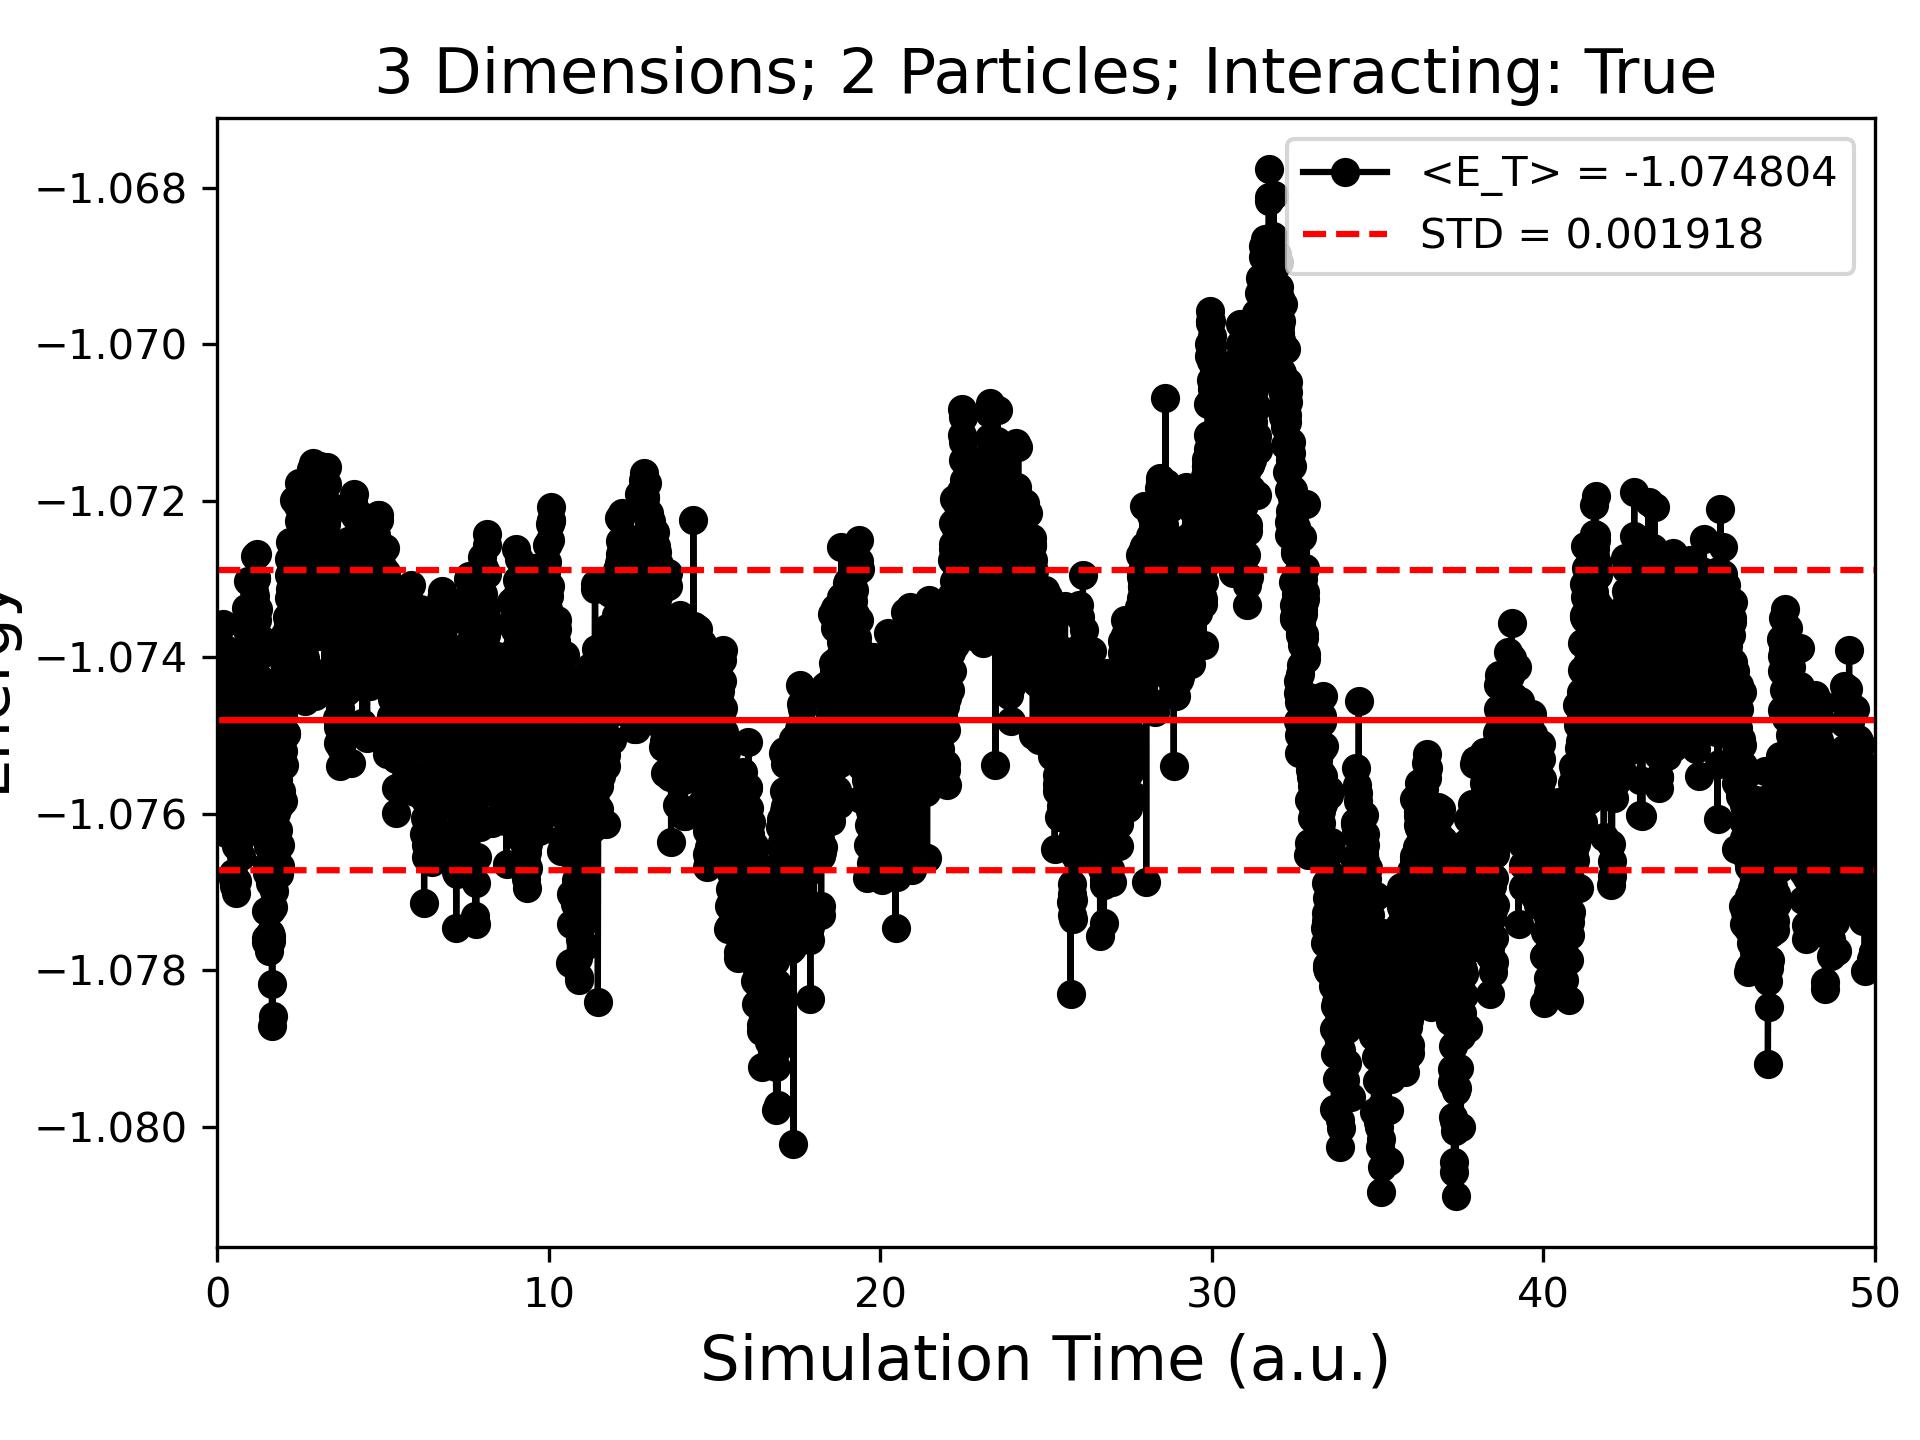 3 Dimensions; 2 Particles; Interacting: True
<E_T> = -1.074804
STD = 0.001918
−1.068
−1.070
−1.072
−1.074
−1.076
−1.078
−1.080
Energy
0 10 20 30 40 50
Simulation Time (a.u.)